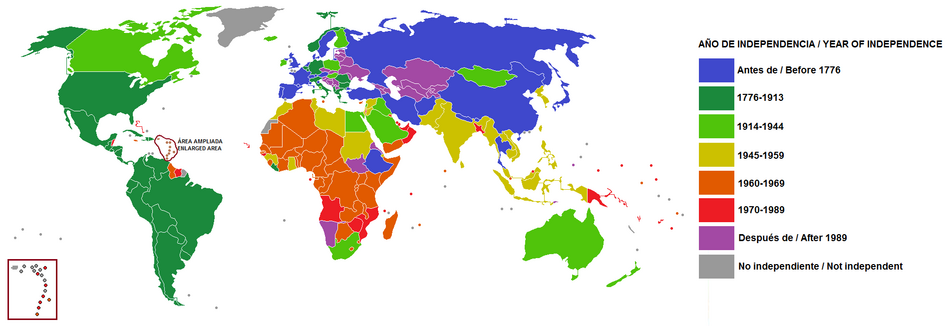 AÑO DE INDEPENDENCIA / YEAR OF INDEPENDENCE
Antes de / Before 1776
1776-1913
1914-1944
1945-1959
1960-1969
1970-1989
Después de / After 1989
No independiente / Not independent
ÁREA AMPLIADA
ENLARGED AREA